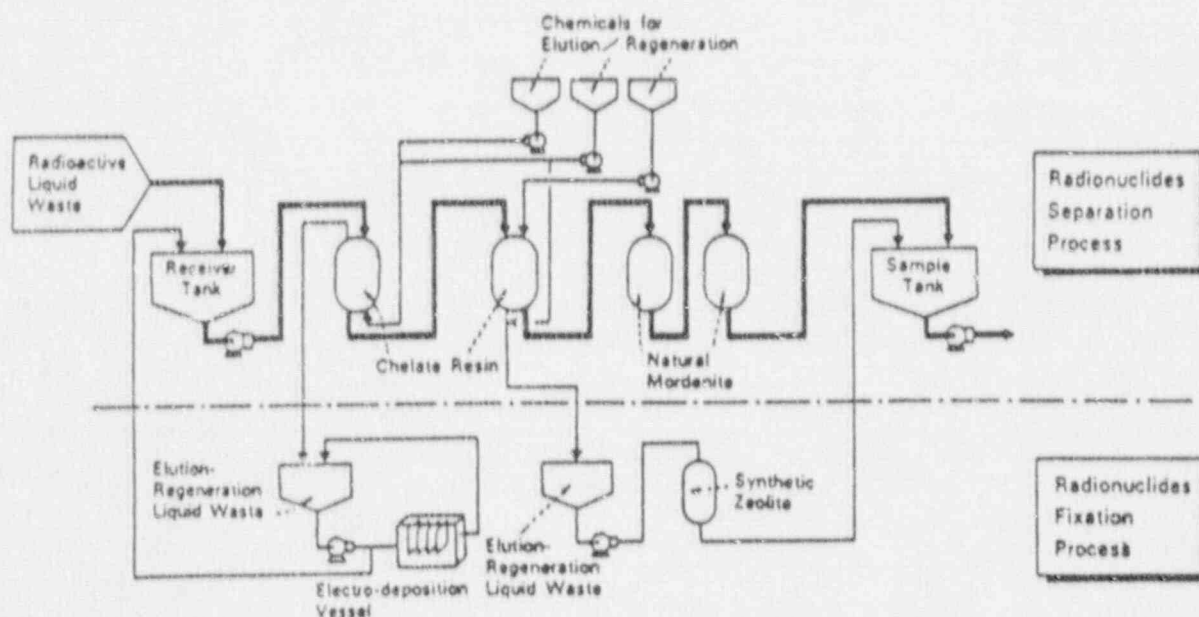 Chemicals for
Elution/Regeneration
Radioactive
Liquid
Waste
Receiver
Tank
Chelate Resin
Natural
Mordenite
Sample
Tank
Radionuclides
Separation
Process
Elution-
Regeneration
Liquid Waste
Electro-deposition
Vessel
Elution-
Regeneration
Liquid Waste
Synthetic
Zeolite
Radionuclides
Fixation
Process